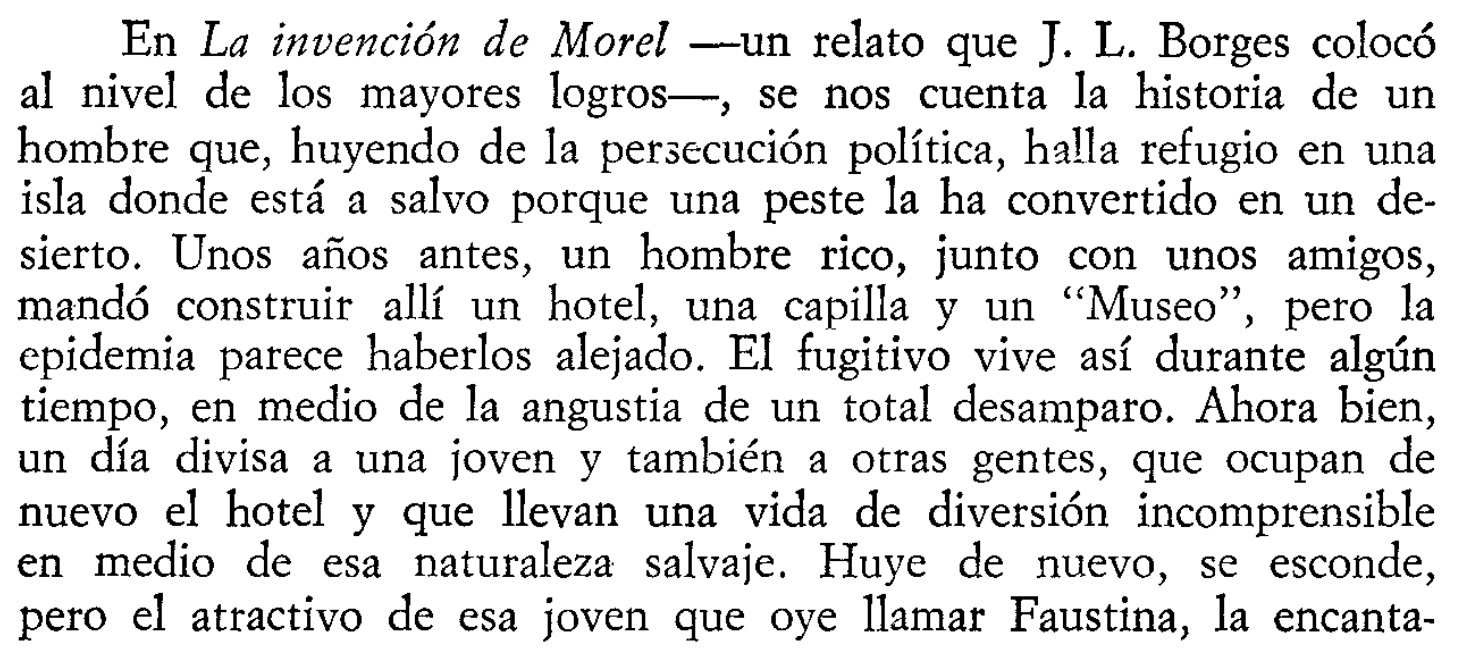 En La invención de Morel —un relato que J. L. Borges colocó
al nivel de los mayores logros—, se nos cuenta la historia de un
hombre que, huyendo de la persecución política, halla refugio en una
isla donde está a salvo porque una peste la ha convertido en un de-
sierto. Unos años antes, un hombre rico, junto con unos amigos,
mandó construir allí un hotel, una capilla y un “Museo”, pero la
epidemia parece haberlos alejado. El fugitivo vive así durante algún
tiempo, en medio de la angustia de un total desamparo. Ahora bien,
un día divisa a una joven y también a otras gentes, que ocupan de
nuevo el hotel y que llevan una vida de diversión incomprensible
en medio de esa naturaleza salvaje. Huye de nuevo, se esconde,
pero el atractivo de esa joven que oye llamar Faustina, la encanta-